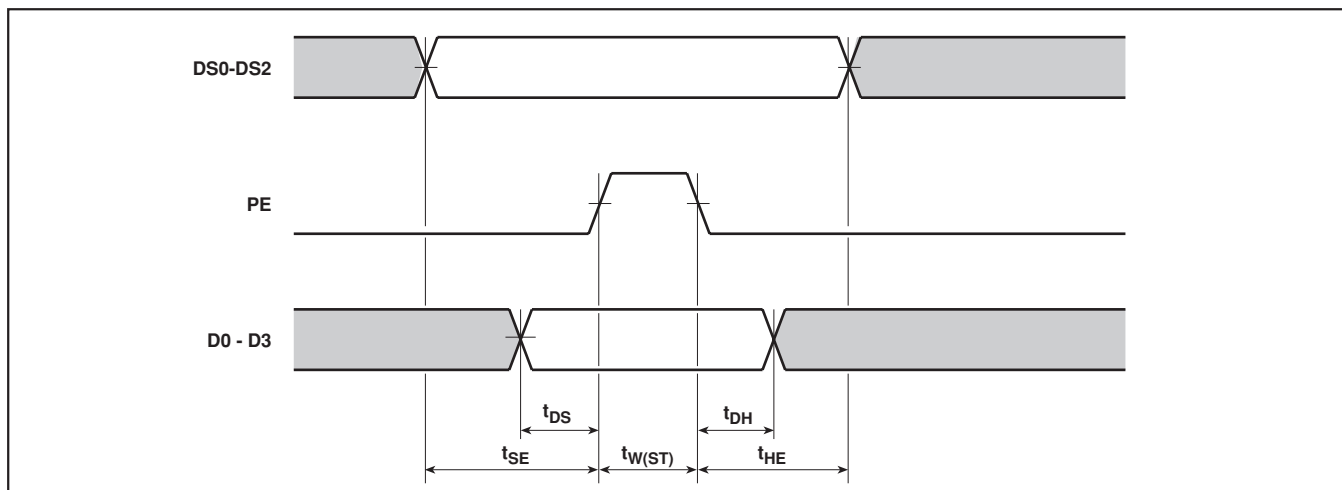 DS0-DS2
PE
D0 - D3
tDS
tDH
tSE
tW(ST)
tHE